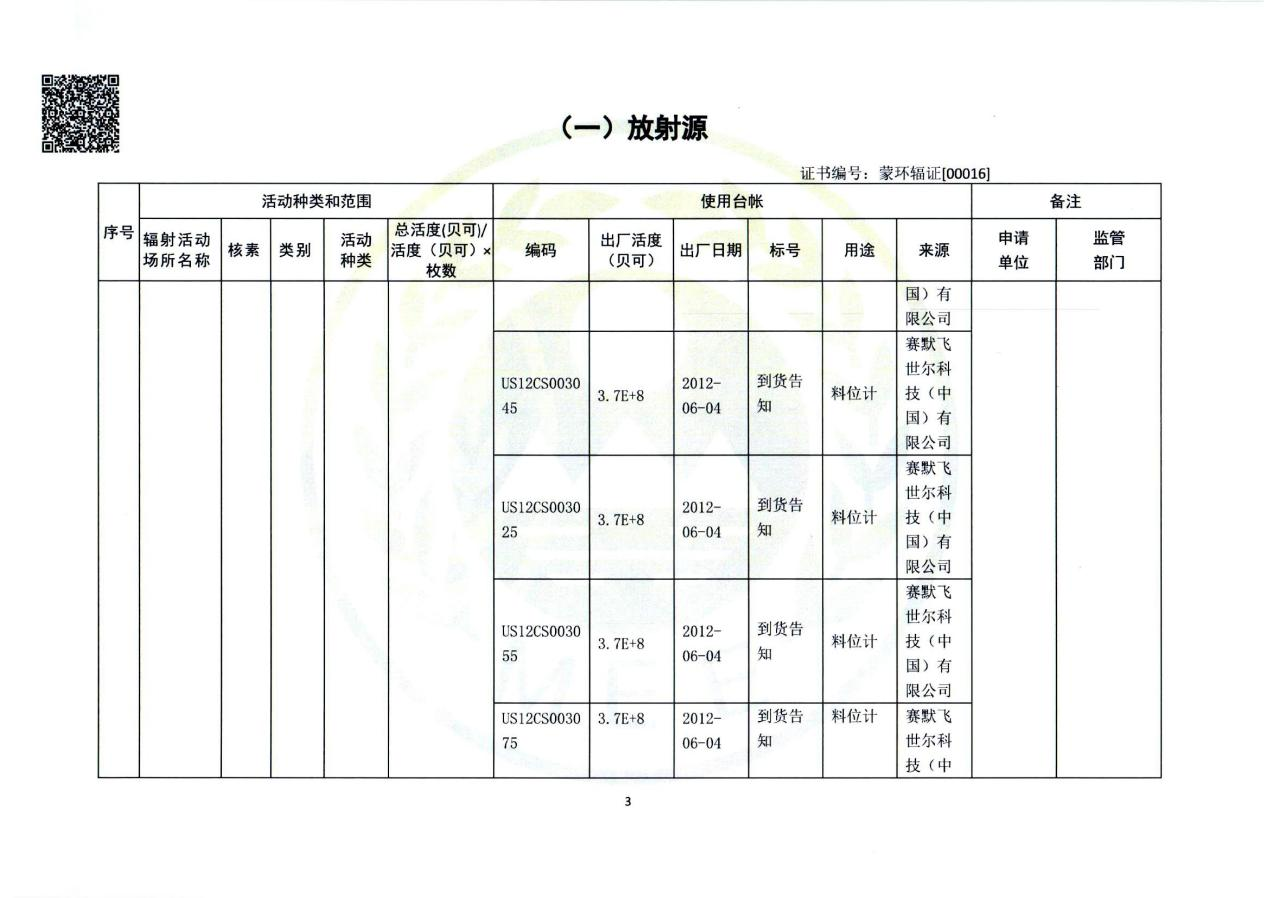 （一）放射源
证书编号：蒙环辐证[00016]
序号 活动种类和范围 使用台帐 备注
辐射活动场所名称 核素 类别 活动种类 总活度(贝可)/活度（贝可）×枚数 编码 出厂活度（贝可） 出厂日期 标号 用途 来源 申请单位 监管部门
国）有限公司
US12CS003045 3.7E+8 2012-06-04 到货告知 料位计 赛默飞世尔科技（中国）有限公司
US12CS003025 3.7E+8 2012-06-04 到货告知 料位计 赛默飞世尔科技（中国）有限公司
US12CS003055 3.7E+8 2012-06-04 到货告知 料位计 赛默飞世尔科技（中国）有限公司
US12CS003075 3.7E+8 2012-06-04 到货告知 料位计 赛默飞世尔科技（中
3